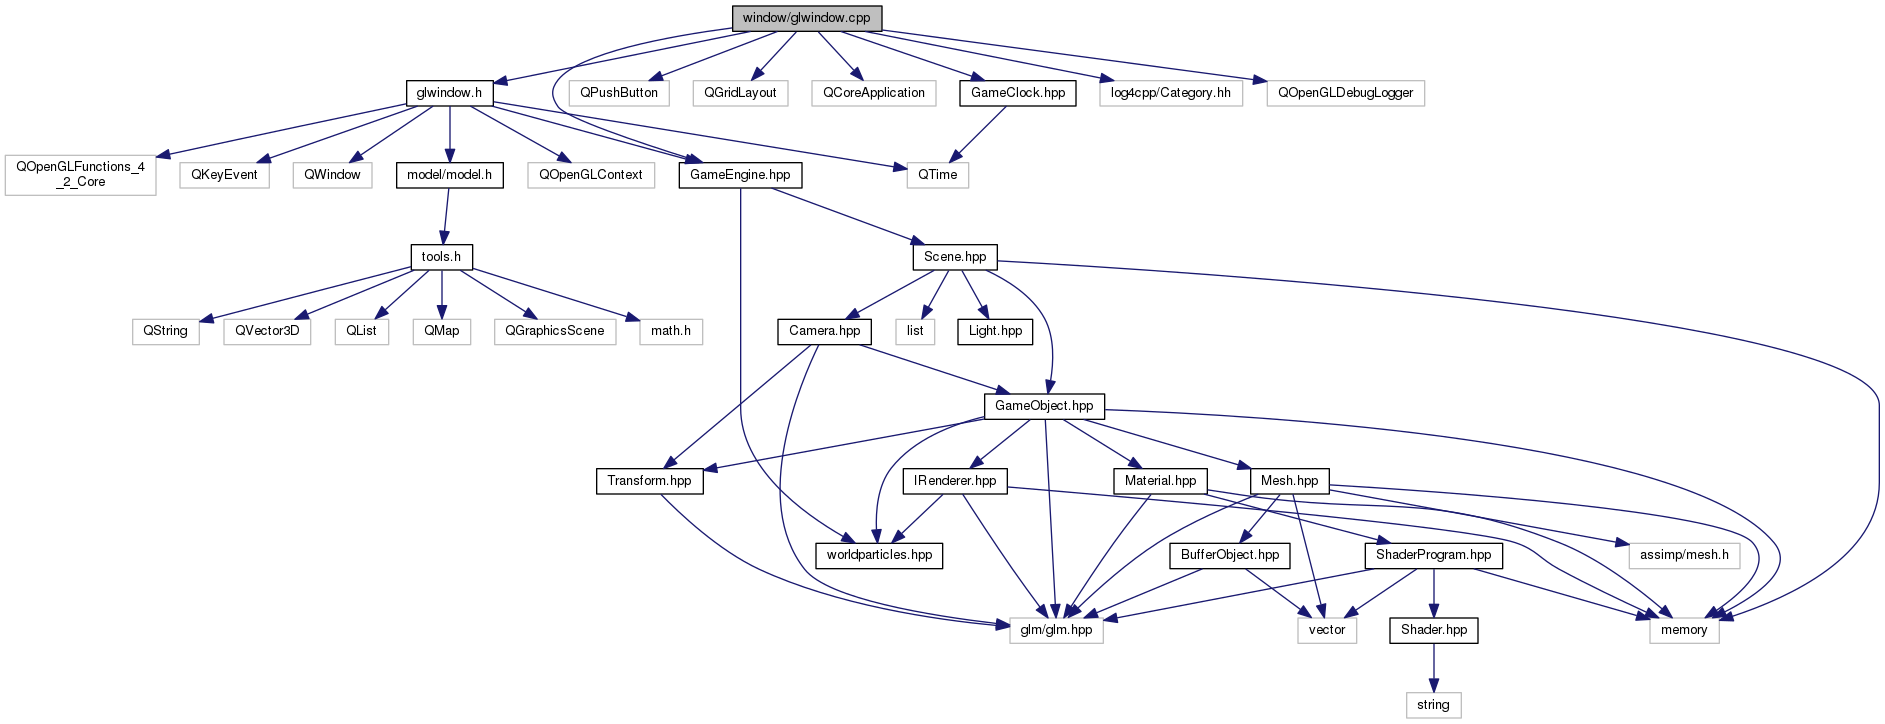 window/glwindow.cpp
glwindow.h
QPushButton
QGridLayout
QCoreApplication
GameClock.hpp
log4cpp/Category.hh
QOpenGLDebugLogger
QOpenGLFunctions_4
_2_Core
QKeyEvent
QWindow
model/model.h
QOpenGLContext
GameEngine.hpp
QTime
tools.h
Scene.hpp
QString
QVector3D
QList
QMap
QGraphicsScene
math.h
Camera.hpp
list
Light.hpp
GameObject.hpp
Transform.hpp
IRenderer.hpp
Material.hpp
Mesh.hpp
worldparticles.hpp
BufferObject.hpp
ShaderProgram.hpp
assimp/mesh.h
glm/glm.hpp
vector
Shader.hpp
memory
string